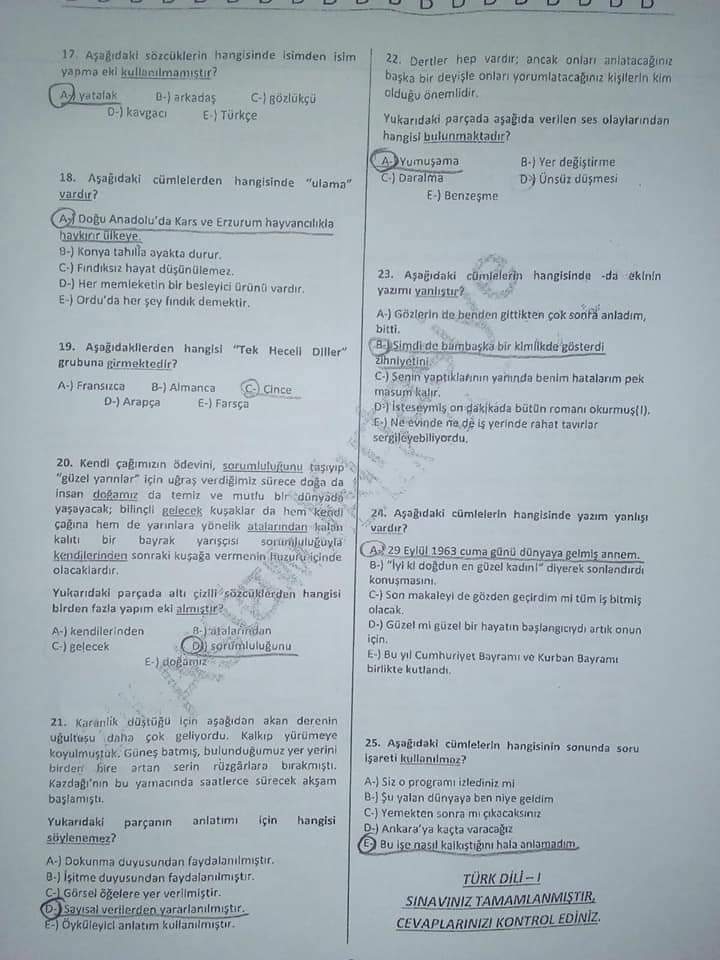 17. Aşağıdaki sözcüklerin hangisinde isimden isim
yapma eki kullanılmamıştır?
A-) yatalak B-) arkadaş C-) gözlükçü
D-) kavgacı E-) Türkçe
18. Aşağıdaki cümlelerden hangisinde "ulama"
vardır?
A-) Doğu Anadolu'da Kars ve Erzurum hayvancılıkla
haykırır ülkeye.
B-) Konya tahılla ayakta durur.
C-) Fındıksız hayat düşünülemez.
D-) Her memleketin bir besleyici ürünü vardır.
E-) Ordu'da her şey fındık demektir.
19. Aşağıdakilerden hangisi "Tek Heceli Diller"
grubuna girmektedir?
A-) Fransızca B-) Almanca C-) Çince
D-) Arapça E-) Farsça
20. Kendi çağımızın ödevini, sorumluluğunu taşıyıp
"güzel yarınlar" için uğraş verdiğimiz sürece doğa da
insan doğamız da temiz ve mutlu bir dünyada
yaşayacak; bilinçli gelecek kuşaklar da hem kendi
çağına hem de yarınlara yönelik atalarından kalan
kalıtı bir bayrak yarışçısı sorumluluğuyla
kendilerinden sonraki kuşağa vermenin huzuru içinde
olacaklardır.
Yukarıdaki parçada altı çizili sözcüklerden hangisi
birden fazla yapım eki almıştır?
A-) kendilerinden B-) atalarından
C-) gelecek D-) sorumluluğunu
E-) doğamız
21. Karanlık düştüğü için aşağıdan akan derenin
uğultusu daha çok geliyordu. Kalkıp yürümeye
koyulmuştuk. Güneş batmış, bulunduğumuz yer yerini
birden bire artan serin rüzgârlara bırakmıştı.
Kazdağı'nın bu yamacında saatlerce sürecek akşam
başlamıştı.
Yukarıdaki parçanın anlatımı için hangisi
söylenemez?
A-) Dokunma duyusundan faydalanılmıştır.
B-) İşitme duyusundan faydalanılmıştır.
C-) Görsel öğelere yer verilmiştir.
D-) Sayısal verilerden yararlanılmıştır.
E-) Öyküleyici anlatım kullanılmıştır.
22. Dertler hep vardır; ancak onları anlatacağınız
başka bir deyişle onları yorumlatacağınız kişilerin kim
olduğu önemlidir.
Yukarıdaki parçada aşağıda verilen ses olaylarından
hangisi bulunmaktadır?
A-) Yumuşama B-) Yer değiştirme
C-) Daralma D-) Ünsüz düşmesi
E-) Benzeşme
23. Aşağıdaki cümlelerin hangisinde -da ekinin
yazımı yanlıştır?
A-) Gözlerin de benden gittikten çok sonra anladım,
bitti.
B-) Şimdi de bambaşka bir kimlikde gösterdi
zihniyetini.
C-) Senin yaptıklarının yanında benim hatalarım pek
masum kalır.
D-) İsteseymiş on dakikada bütün romanı okurmuş(!).
E-) Ne evinde ne de iş yerinde rahat tavırlar
sergileyebiliyordu.
24. Aşağıdaki cümlelerin hangisinde yazım yanlışı
vardır?
A-) 29 Eylül 1963 cuma günü dünyaya gelmiş annem.
B-) "İyi ki doğdun en güzel kadın!" diyerek sonlandırdı
konuşmasını.
C-) Son makaleyi de gözden geçirdim mi tüm iş bitmiş
olacak.
D-) Güzel mi güzel bir hayatın başlangıcıydı artık onun
için.
E-) Bu yıl Cumhuriyet Bayramı ve Kurban Bayramı
birlikte kutlandı.
25. Aşağıdaki cümlelerin hangisinin sonunda soru
işareti kullanılmaz?
A-) Siz o programı izlediniz mi
B-) Şu yalan dünyaya ben niye geldim
C-) Yemekten sonra mı çıkacaksınız
D-) Ankara'ya kaçta varacağız
E-) Bu işe nasıl kalkıştığını hala anlamadım
TÜRK DİLİ – I
SINAVINIZ TAMAMLANMIŞTIR,
CEVAPLARINIZI KONTROL EDİNİZ.